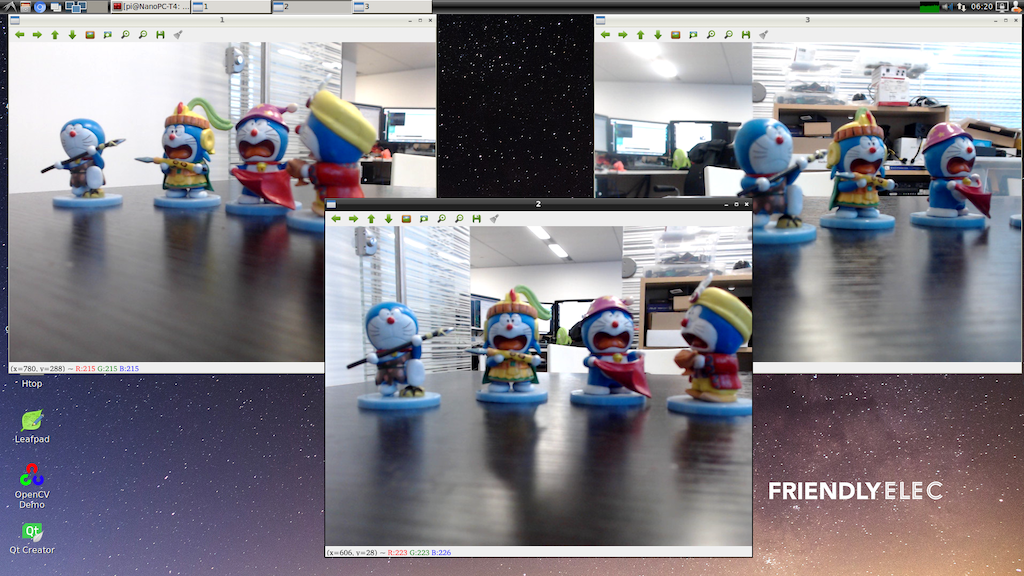 [pi@NanoPC-T4: ...
1
2
3
06:20
1
3
2
(x=780, y=288) ~ R:215 G:215 B:215
Htop
Leafpad
OpenCV
Demo
Qt
Qt Creator
FRIENDLYELEC
(x=606, y=28) ~ R:223 G:223 B:226